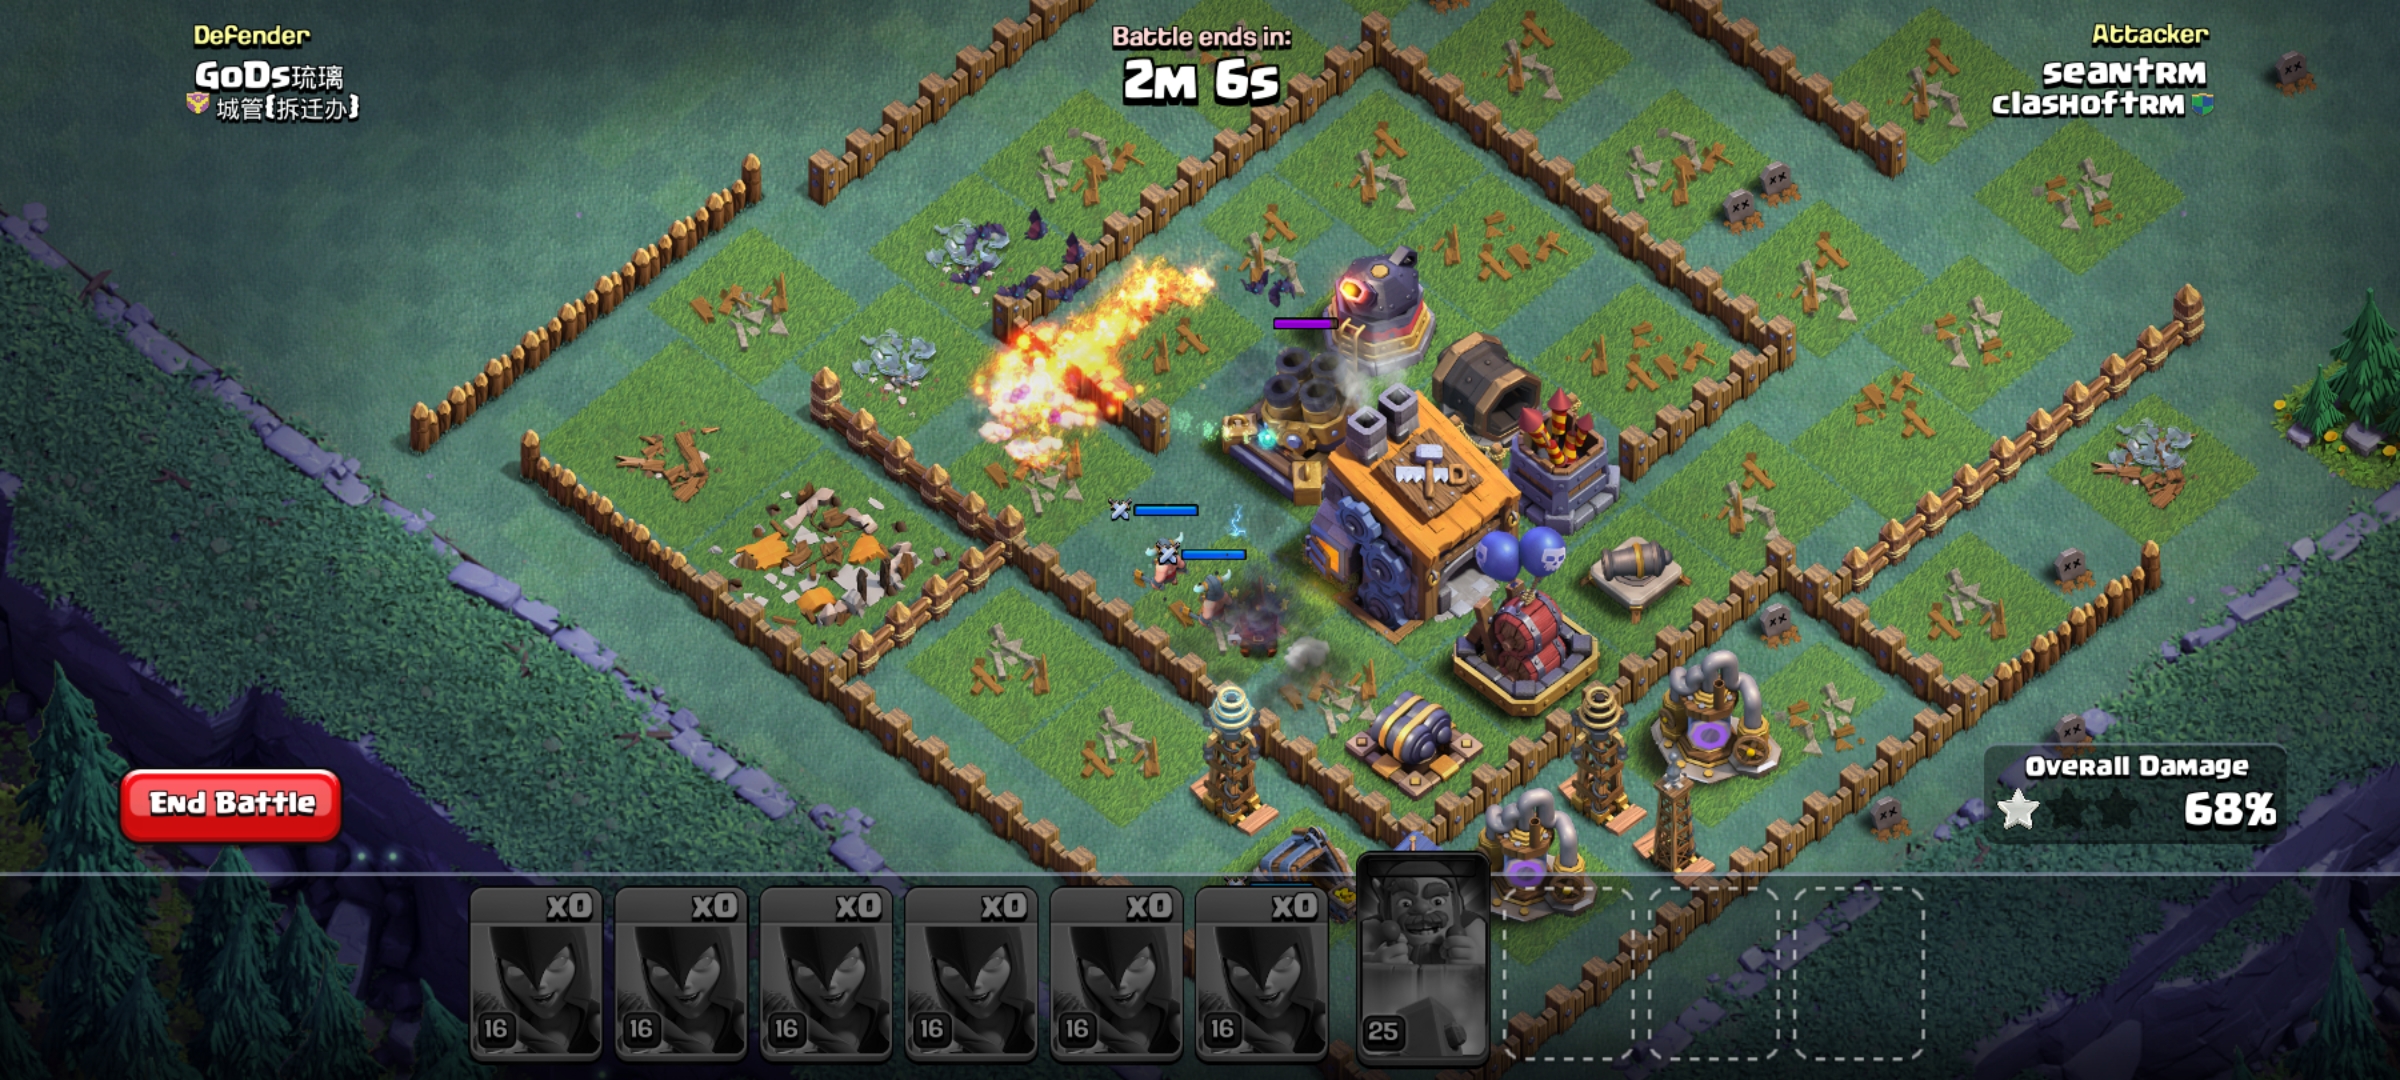 Defender
GoDs琉璃
城管{拆迁办}
Battle ends in:
2M 6s
Attacker
seantRM
clashoftRM
End Battle
Overall Damage
68%
x0
x0
x0
x0
x0
x0
16
16
16
16
16
16
25